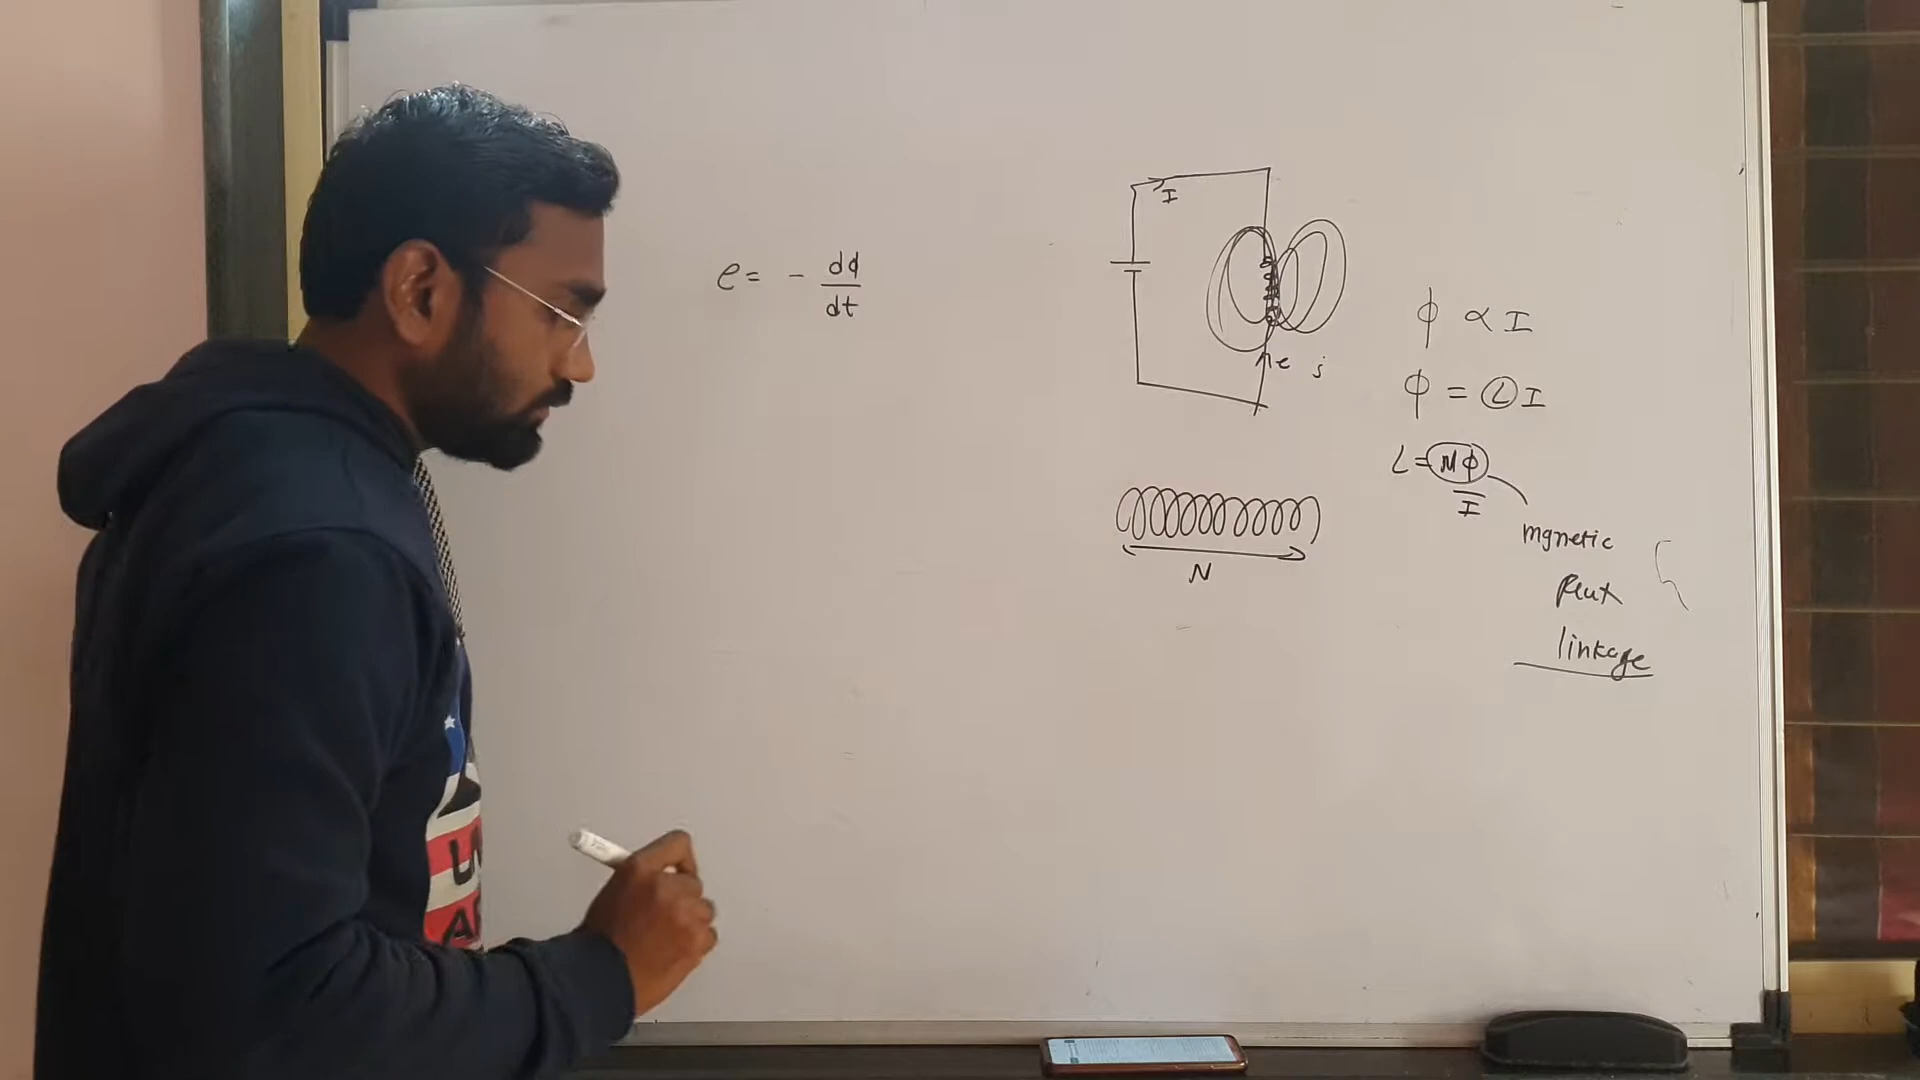 e = - dϕ
dt
I
e
ϕ ∝ I
ϕ = L I
L = Nϕ
I
N
mgnetic
flux
linkage